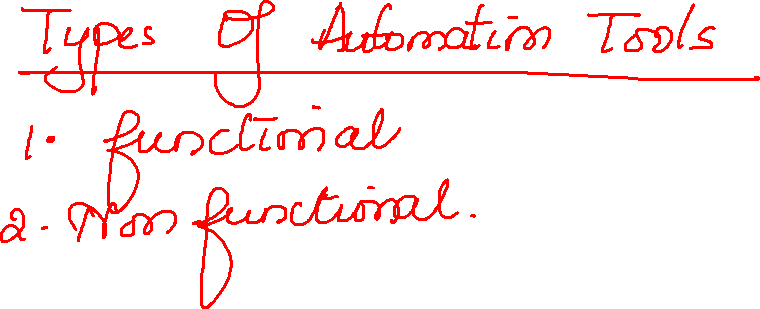 Types Of Automation Tools
1. functional
2. Non functional.